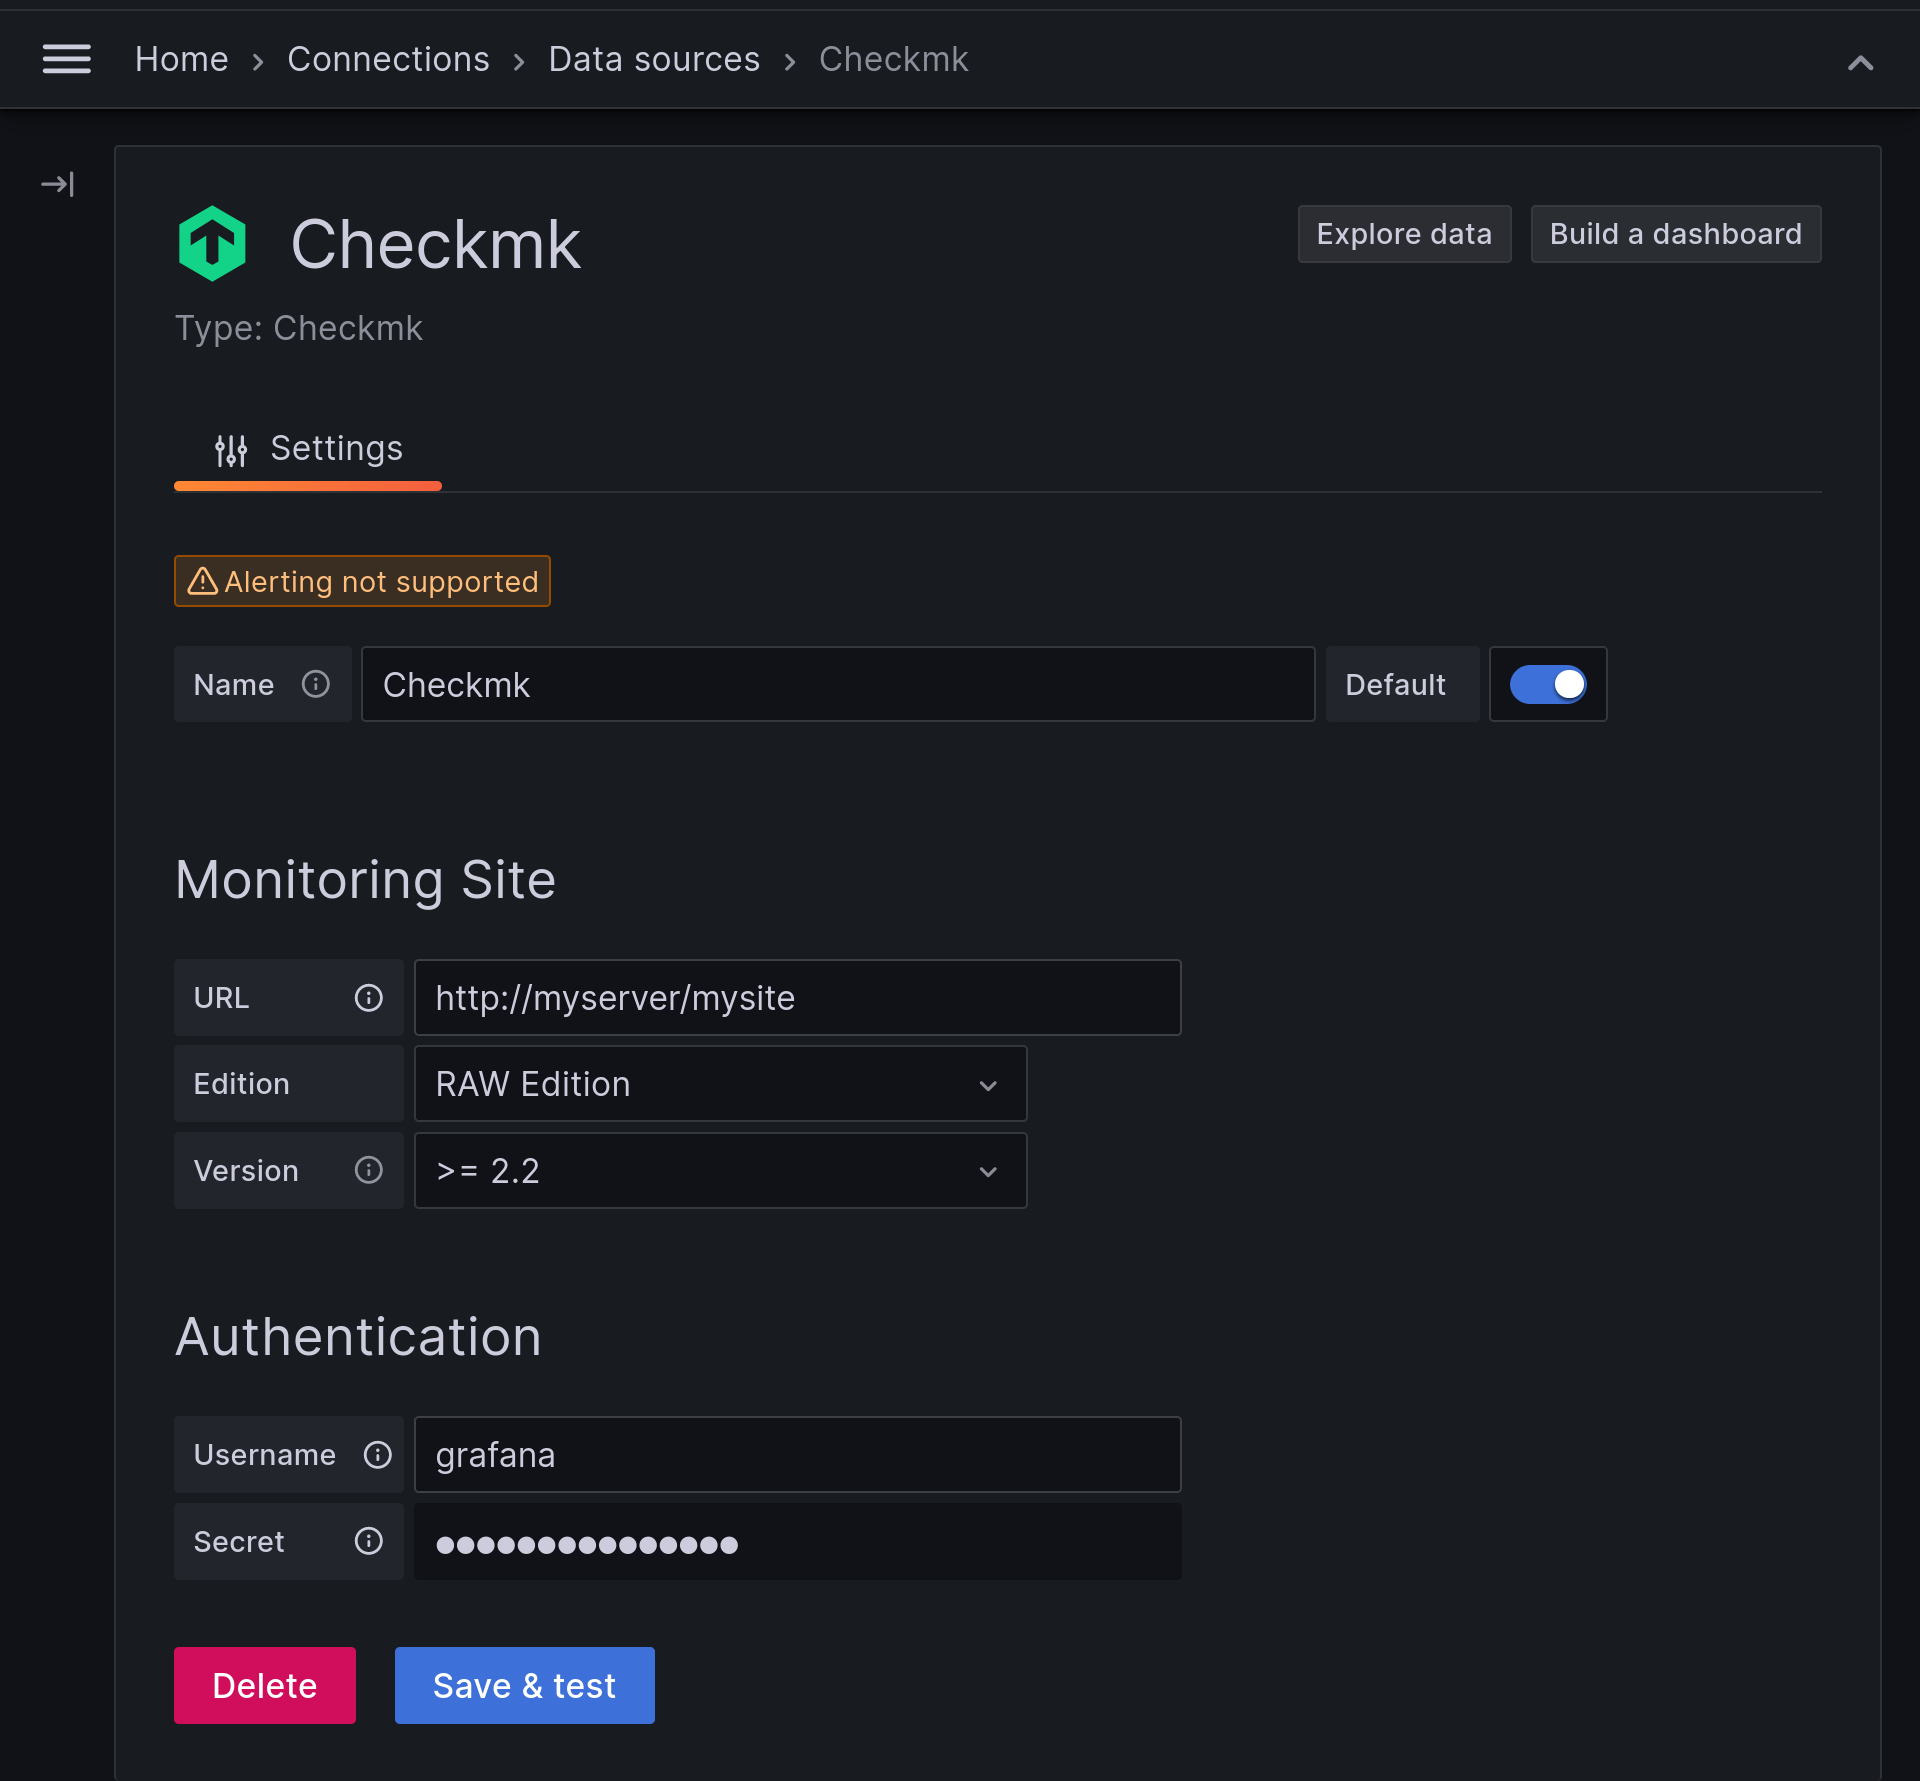 Home › Connections › Data sources › Checkmk
Checkmk
Explore data
Build a dashboard
Type: Checkmk
Settings
Alerting not supported
Name
Checkmk
Default
Monitoring Site
URL
http://myserver/mysite
Edition
RAW Edition
Version
>= 2.2
Authentication
Username
grafana
Secret
●●●●●●●●●●●●●●●
Delete
Save & test